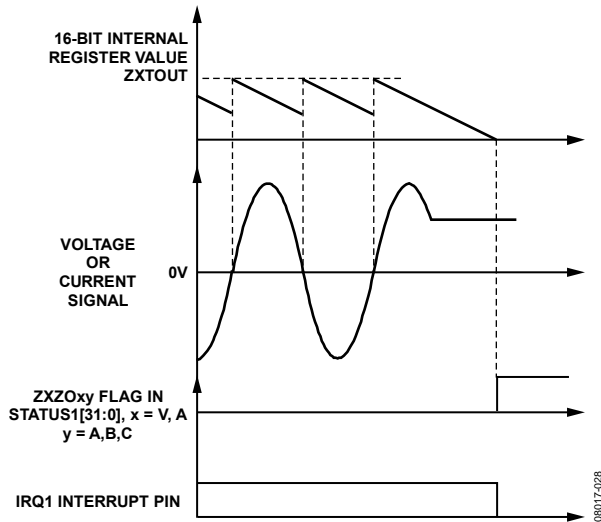 16-BIT INTERNAL
REGISTER VALUE
ZXTOUT
VOLTAGE
OR
CURRENT
SIGNAL
0V
ZXZOxy FLAG IN
STATUS1[31:0], x = V, A
y = A,B,C
IRQ1 INTERRUPT PIN
08017-028